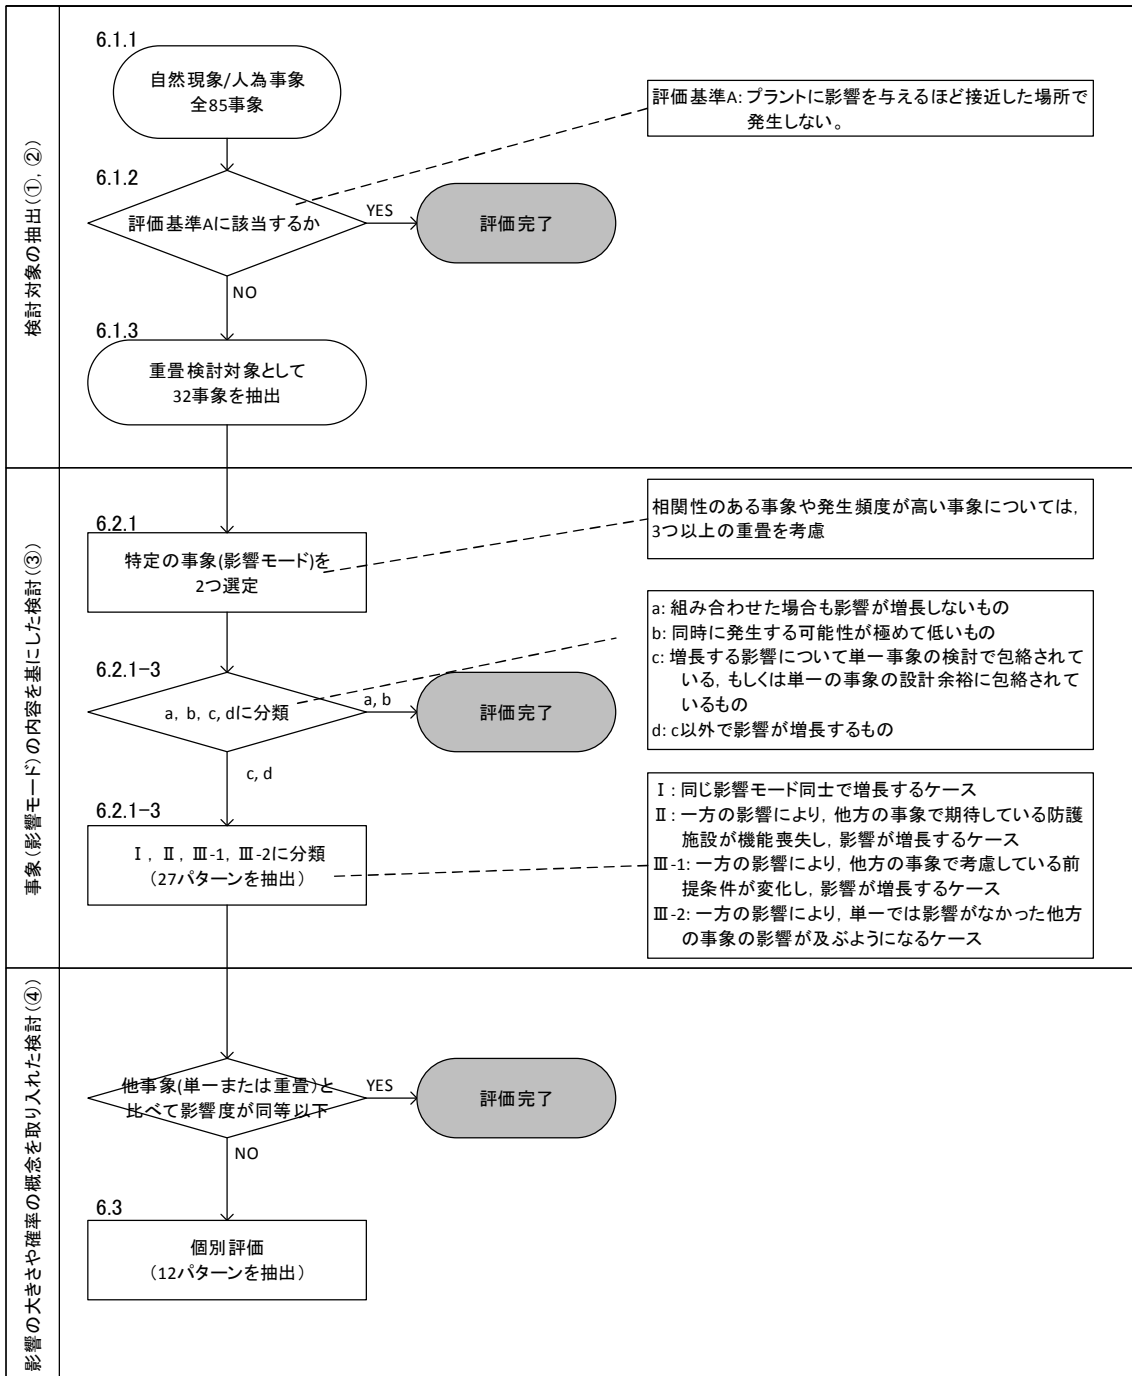 検討対象の抽出(①, ②)
6.1.1
自然現象/人為事象
全85事象
評価基準A: プラントに影響を与えるほど接近した場所で
発生しない。
6.1.2
評価基準Aに該当するか
YES
評価完了
NO
6.1.3
重畳検討対象として
32事象を抽出
事象(影響モード)の内容を基にした検討(③)
6.2.1
特定の事象(影響モード)を
2つ選定
相関性のある事象や発生頻度が高い事象については,
3つ以上の重畳を考慮
6.2.1-3
a, b, c, dに分類
a, b
評価完了
a: 組み合わせた場合も影響が増長しないもの
b: 同時に発生する可能性が極めて低いもの
c: 増長する影響について単一事象の検討で包絡されて
いる, もしくは単一の事象の設計余裕に包絡されて
いるもの
d: c以外で影響が増長するもの
c, d
6.2.1-3
Ⅰ, Ⅱ, Ⅲ-1, Ⅲ-2に分類
(27パターンを抽出)
Ⅰ: 同じ影響モード同士で増長するケース
Ⅱ: 一方の影響により, 他方の事象で期待している防護
施設が機能喪失し, 影響が増長するケース
Ⅲ-1: 一方の影響により, 他方の事象で考慮している前
提条件が変化し, 影響が増長するケース
Ⅲ-2: 一方の影響により, 単一では影響がなかった他方
の事象の影響が及ぶようになるケース
影響の大きさや確率の概念を取り入れた検討(④)
他事象(単一または重畳)と
比べて影響度が同等以下
YES
評価完了
NO
6.3
個別評価
(12パターンを抽出)